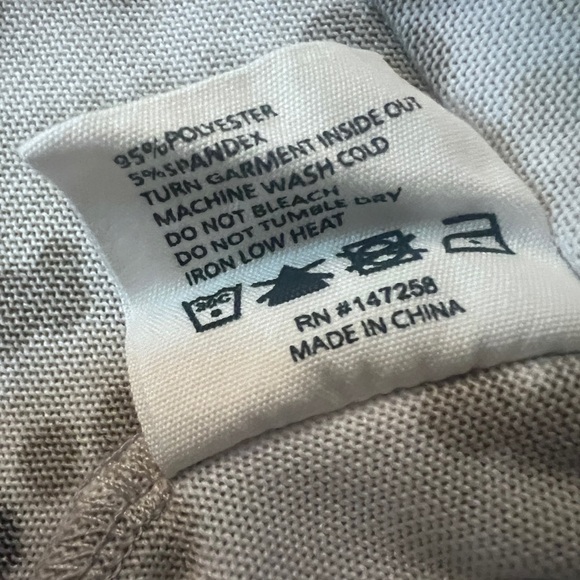 95%POLYESTER
5%SPANDEX
TURN GARMENT INSIDE OUT
MACHINE WASH COLD
DO NOT BLEACH
DO NOT TUMBLE DRY
IRON LOW HEAT
RN #147258
MADE IN CHINA